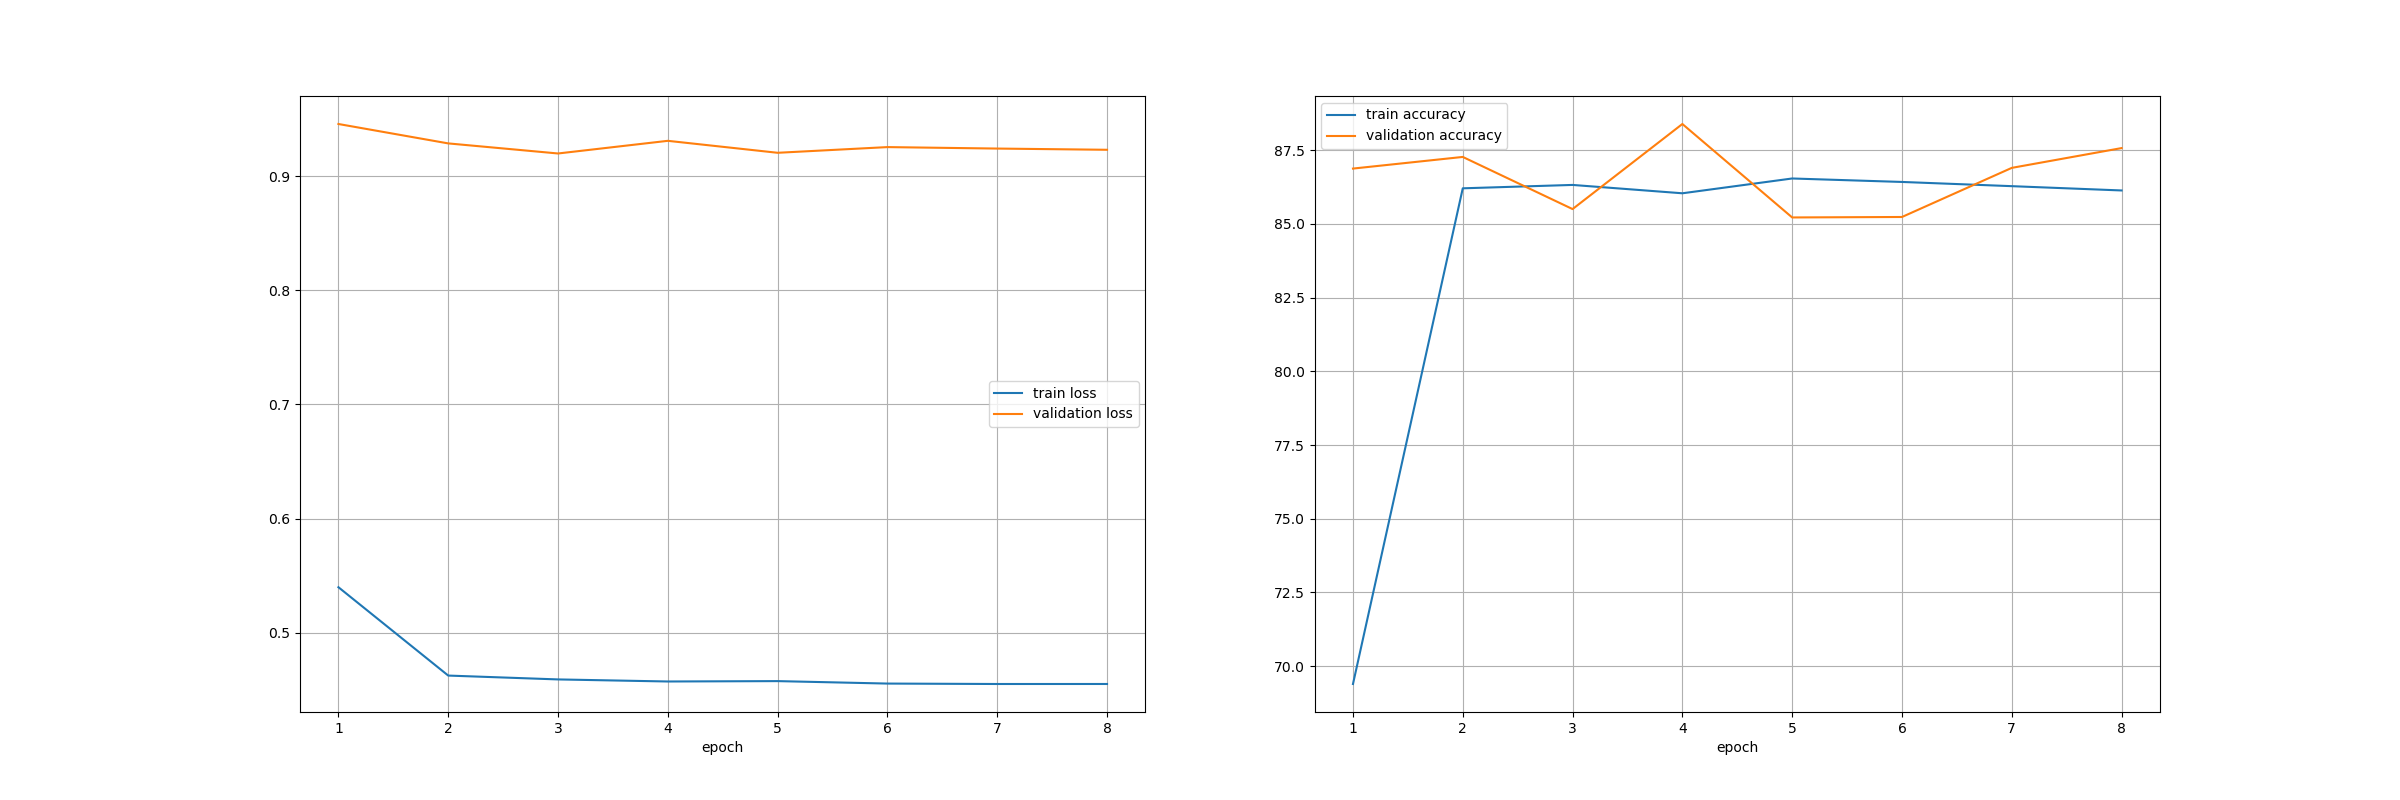 0.9
0.8
0.7
0.6
0.5
train loss
validation loss
1 2 3 4 5 6 7 8
epoch
train accuracy
validation accuracy
87.5
85.0
82.5
80.0
77.5
75.0
72.5
70.0
1 2 3 4 5 6 7 8
epoch